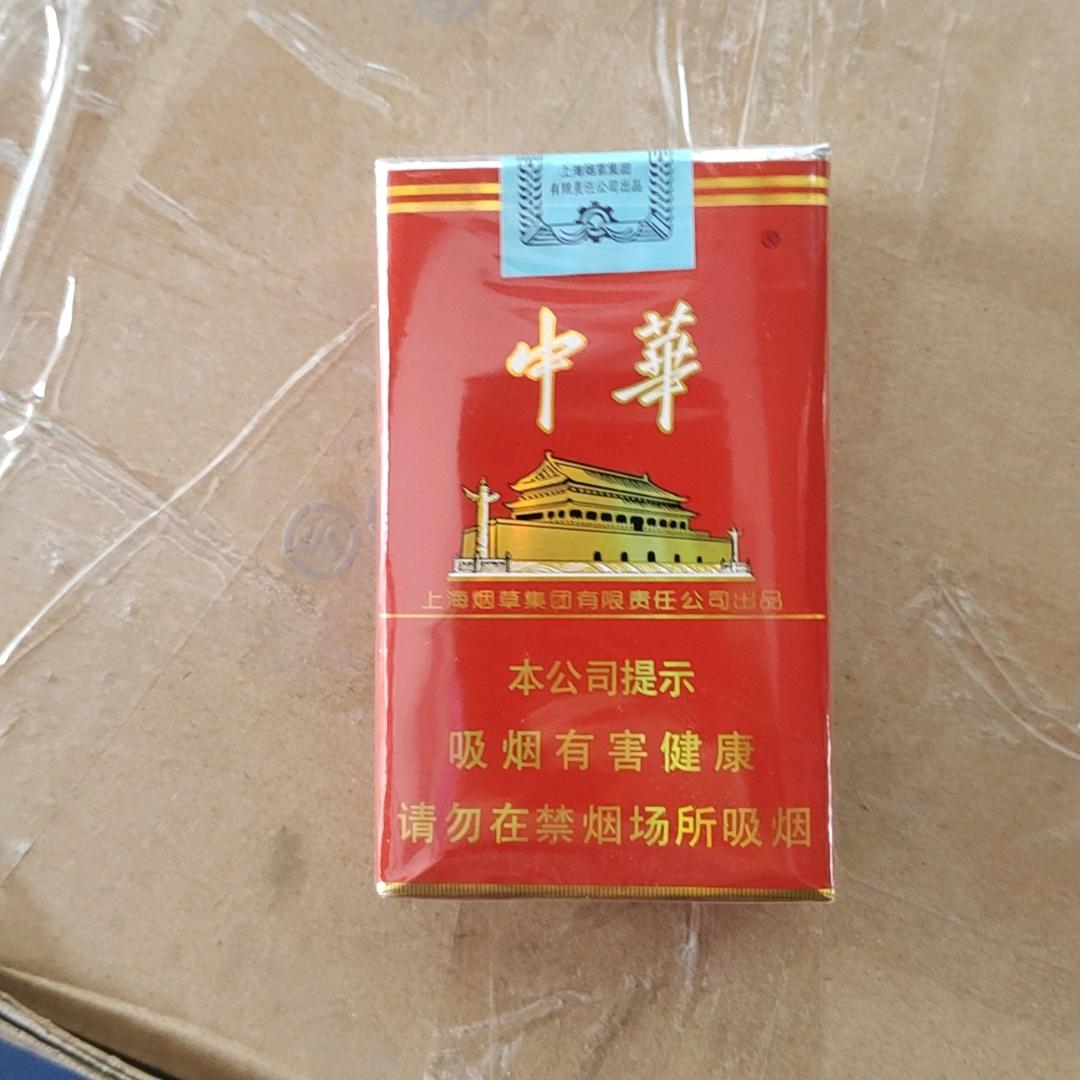 上海烟草集团
有限责任公司出品
®
中華
上海烟草集团有限责任公司出品
本公司提示
吸烟有害健康
请勿在禁烟场所吸烟